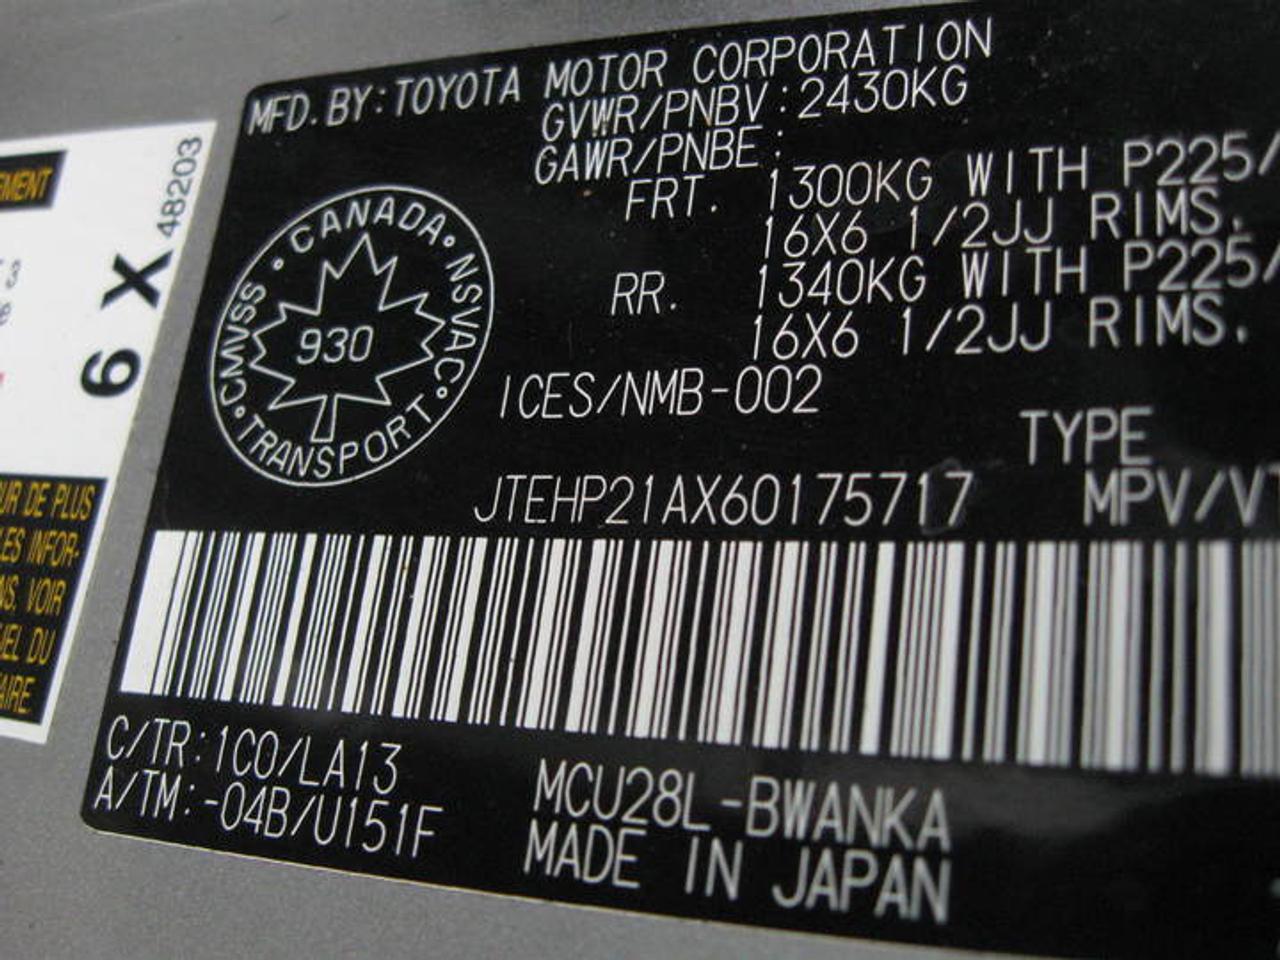 MFD. BY: TOYOTA MOTOR CORPORATION
GVWR/PNBV: 2430KG
GAWR/PNBE:
FRT. 1300KG WITH P225/
16X6 1/2JJ RIMS.
RR. 1340KG WITH P225/
16X6 1/2JJ RIMS.
CANADA • NSVAC • TRANSPORT • CMVSS •
930
ICES/NMB-002
TYPE
JTEHP21AX60175717 MPV/VT
C/TR: 1C0/LA13
A/TM: -04B/U151F
MCU28L-BWANKA
MADE IN JAPAN
EMENT
48203
6 X
UR DE PLUS
LES INFOR-
NS, VOIR
UEL DU
AIRE